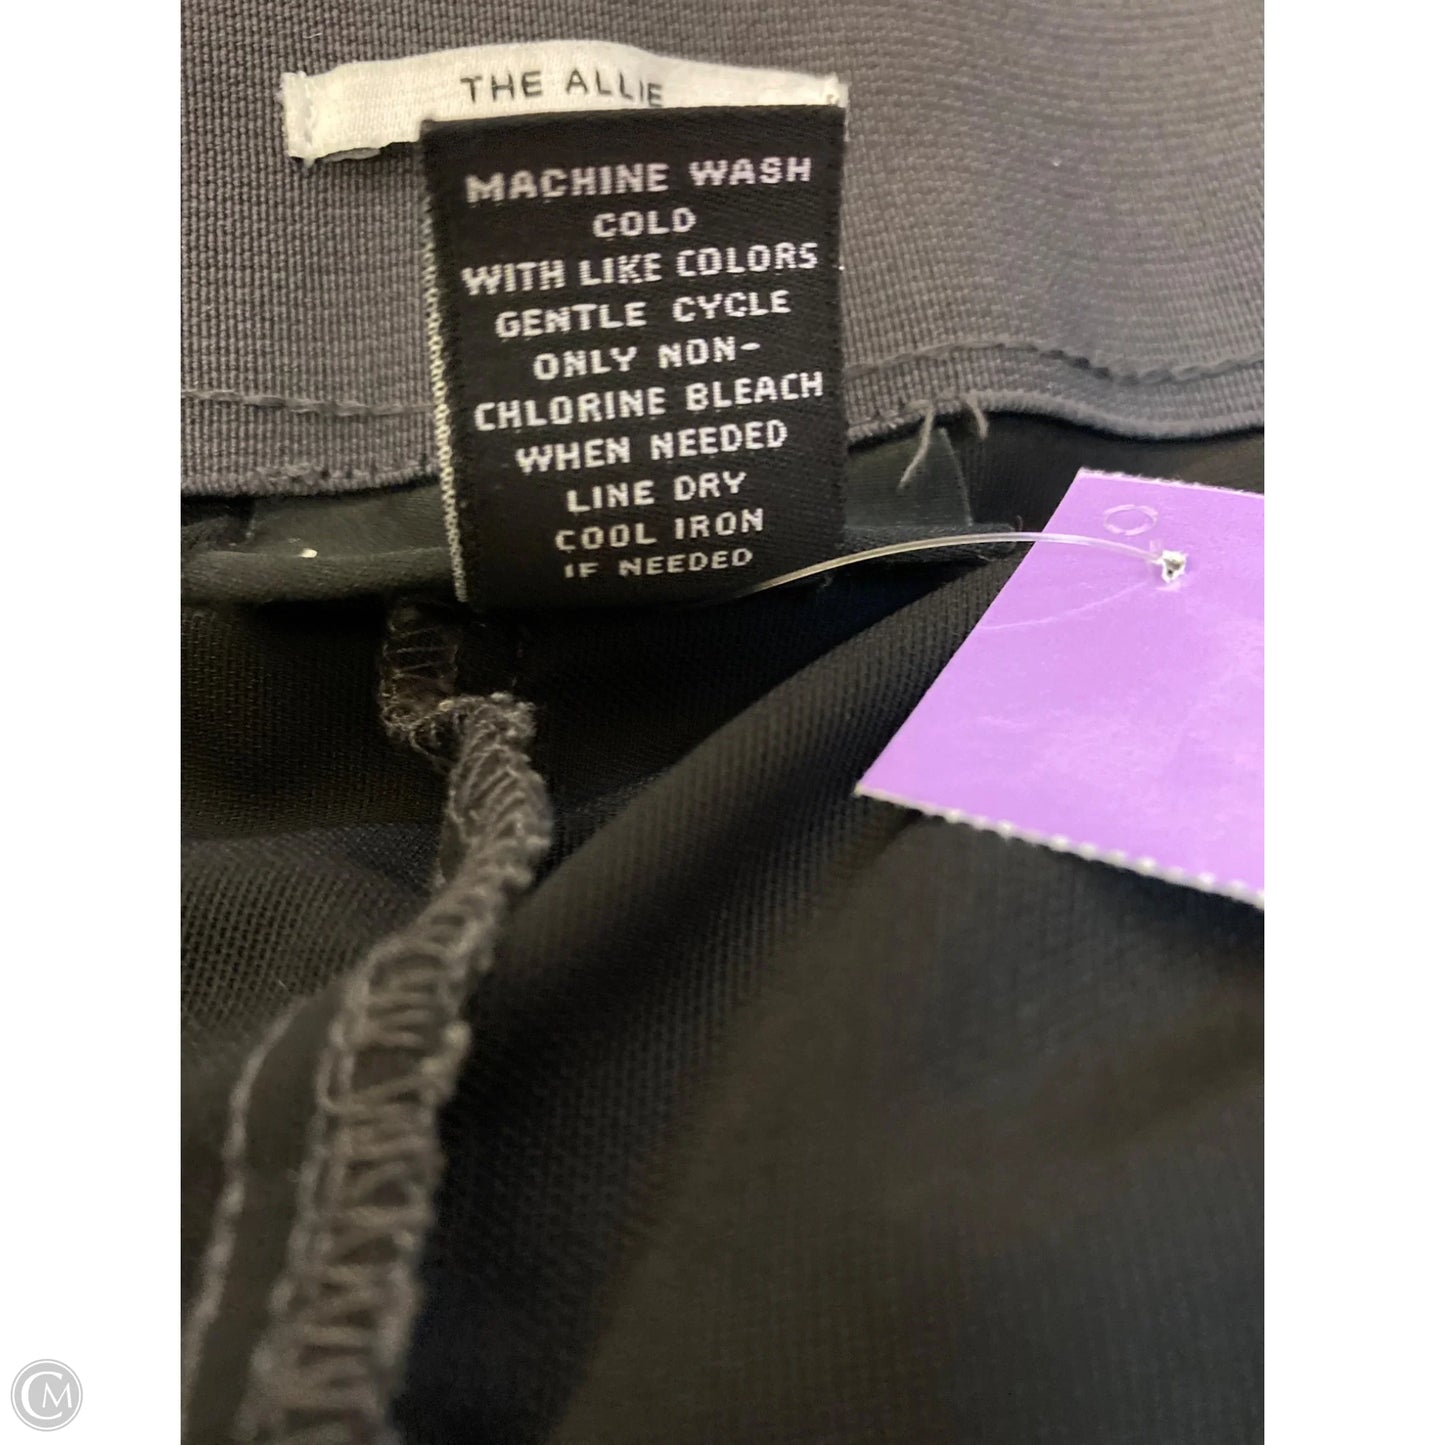 THE ALLIE
MACHINE WASH
COLD
WITH LIKE COLORS
GENTLE CYCLE
ONLY NON-
CHLORINE BLEACH
WHEN NEEDED
LINE DRY
COOL IRON
IF NEEDED
CM